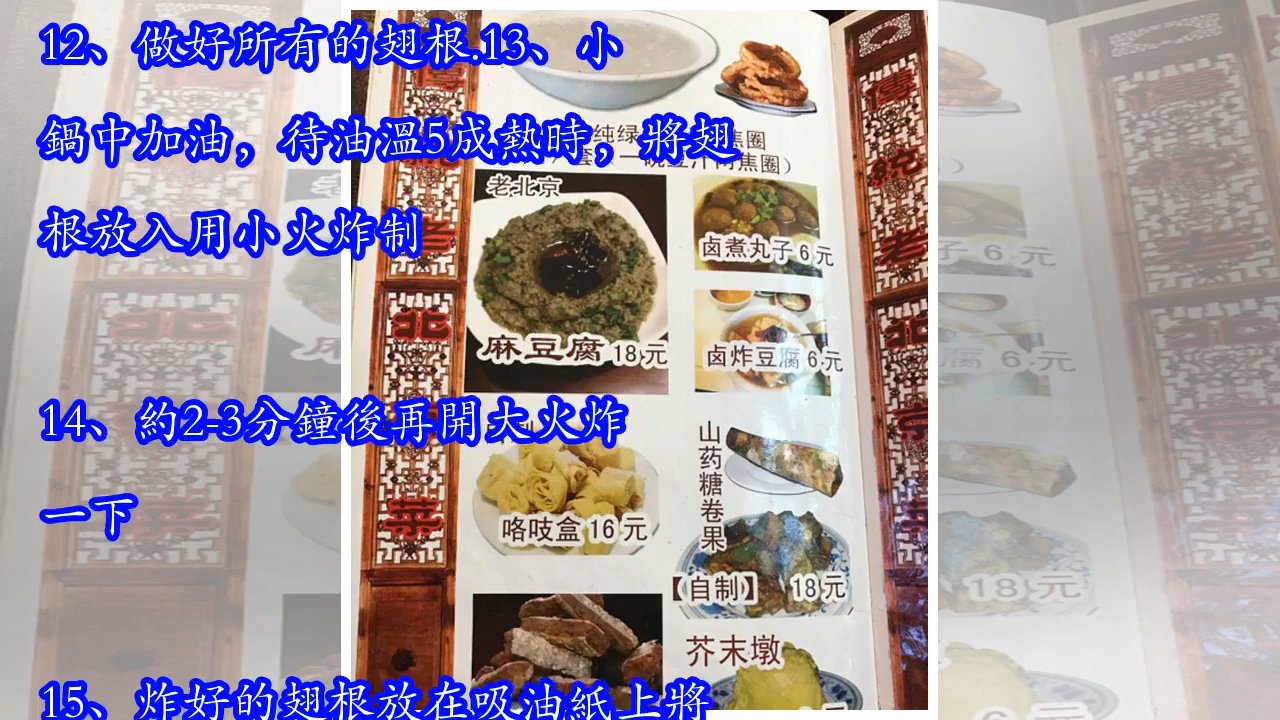 12、做好所有的翅根.13、小
鍋中加油，待油溫5成熱時，將翅
根放入用小火炸制
14、約2-3分鐘後再開大火炸
一下
15、炸好的翅根放在吸油紙上將
焦圈
老北京
麻豆腐 18元
卤煮丸子 6元
卤炸豆腐 6元
咯吱盒 16元
山药糖卷果
【自制】 18元
芥末墩
北
菜